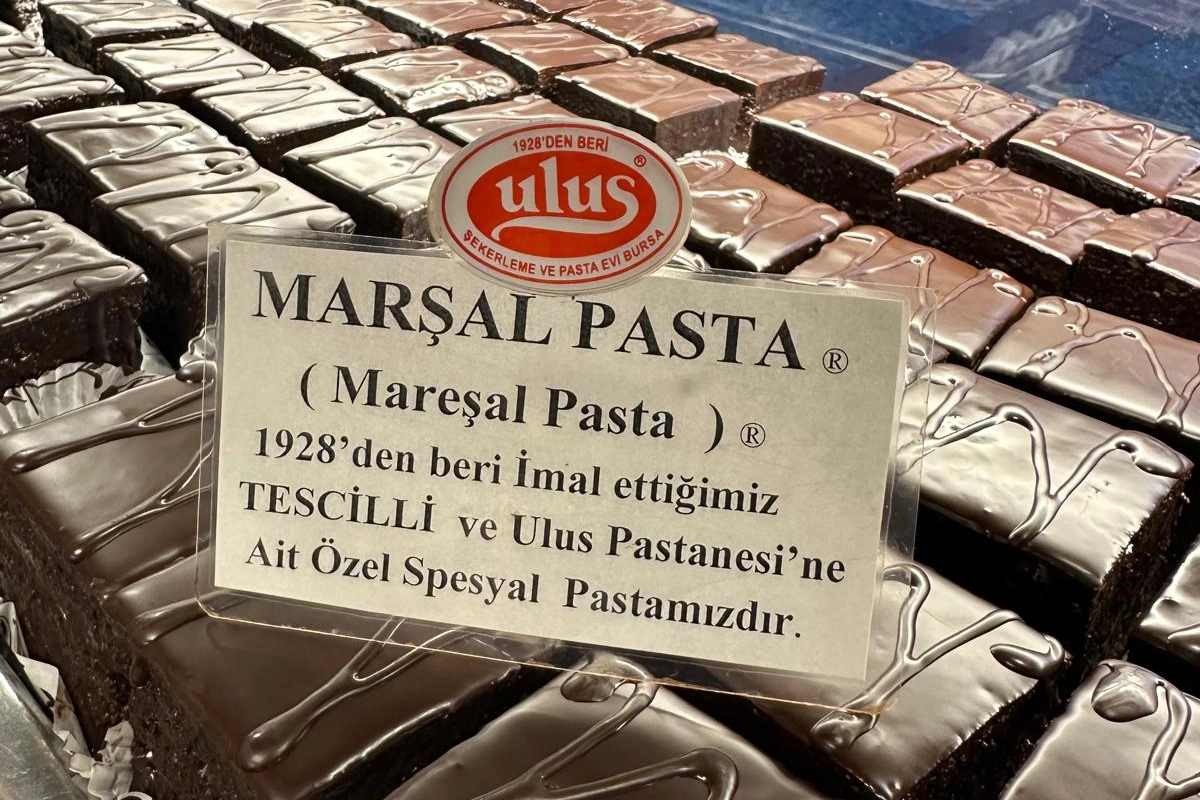 1928'DEN BERİ
ulus ®
ŞEKERLEME VE PASTA EVİ BURSA
MARŞAL PASTA ®
( Mareşal Pasta ) ®
1928’den beri İmal ettiğimiz
TESCİLLİ ve Ulus Pastanesi’ne
Ait Özel Spesyal Pastamızdır.